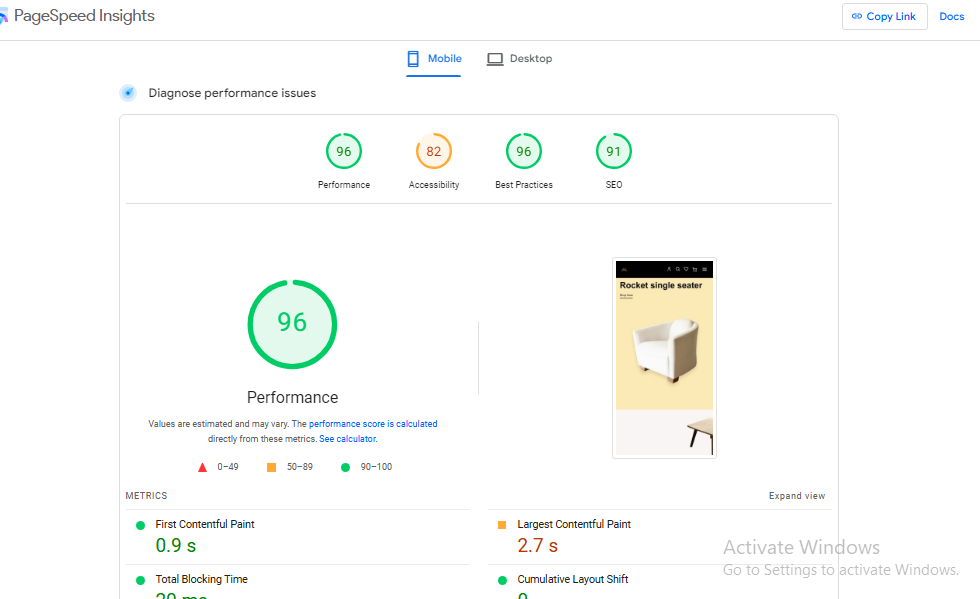 PageSpeed Insights
Copy Link
Docs
Mobile
Desktop
Diagnose performance issues
96
82
96
91
Performance
Accessibility
Best Practices
SEO
Rocket single seater
96
Performance
Values are estimated and may vary. The performance score is calculated
directly from these metrics. See calculator.
0–49
50–89
90–100
METRICS
Expand view
First Contentful Paint
0.9 s
Largest Contentful Paint
2.7 s
Activate Windows
Go to Settings to activate Windows.
Total Blocking Time
Cumulative Layout Shift